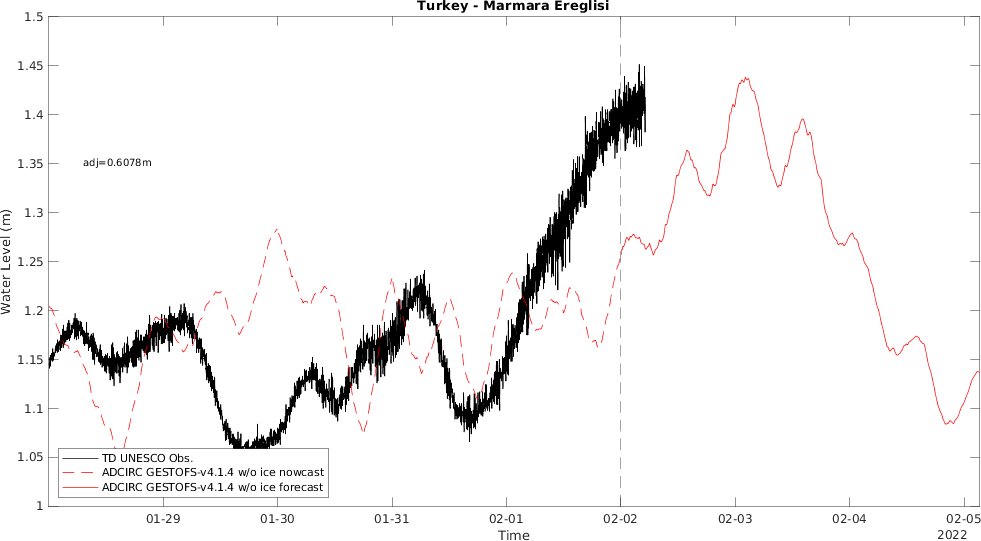 Turkey - Marmara Ereglisi
1.5
1.45
1.4
1.35
1.3
1.25
1.2
1.15
1.1
1.05
1
Water Level (m)
adj=0.6078m
TD UNESCO Obs.
ADCIRC GESTOFS-v4.1.4 w/o ice nowcast
ADCIRC GESTOFS-v4.1.4 w/o ice forecast
01-29 01-30 01-31 02-01 02-02 02-03 02-04 02-05
Time
2022